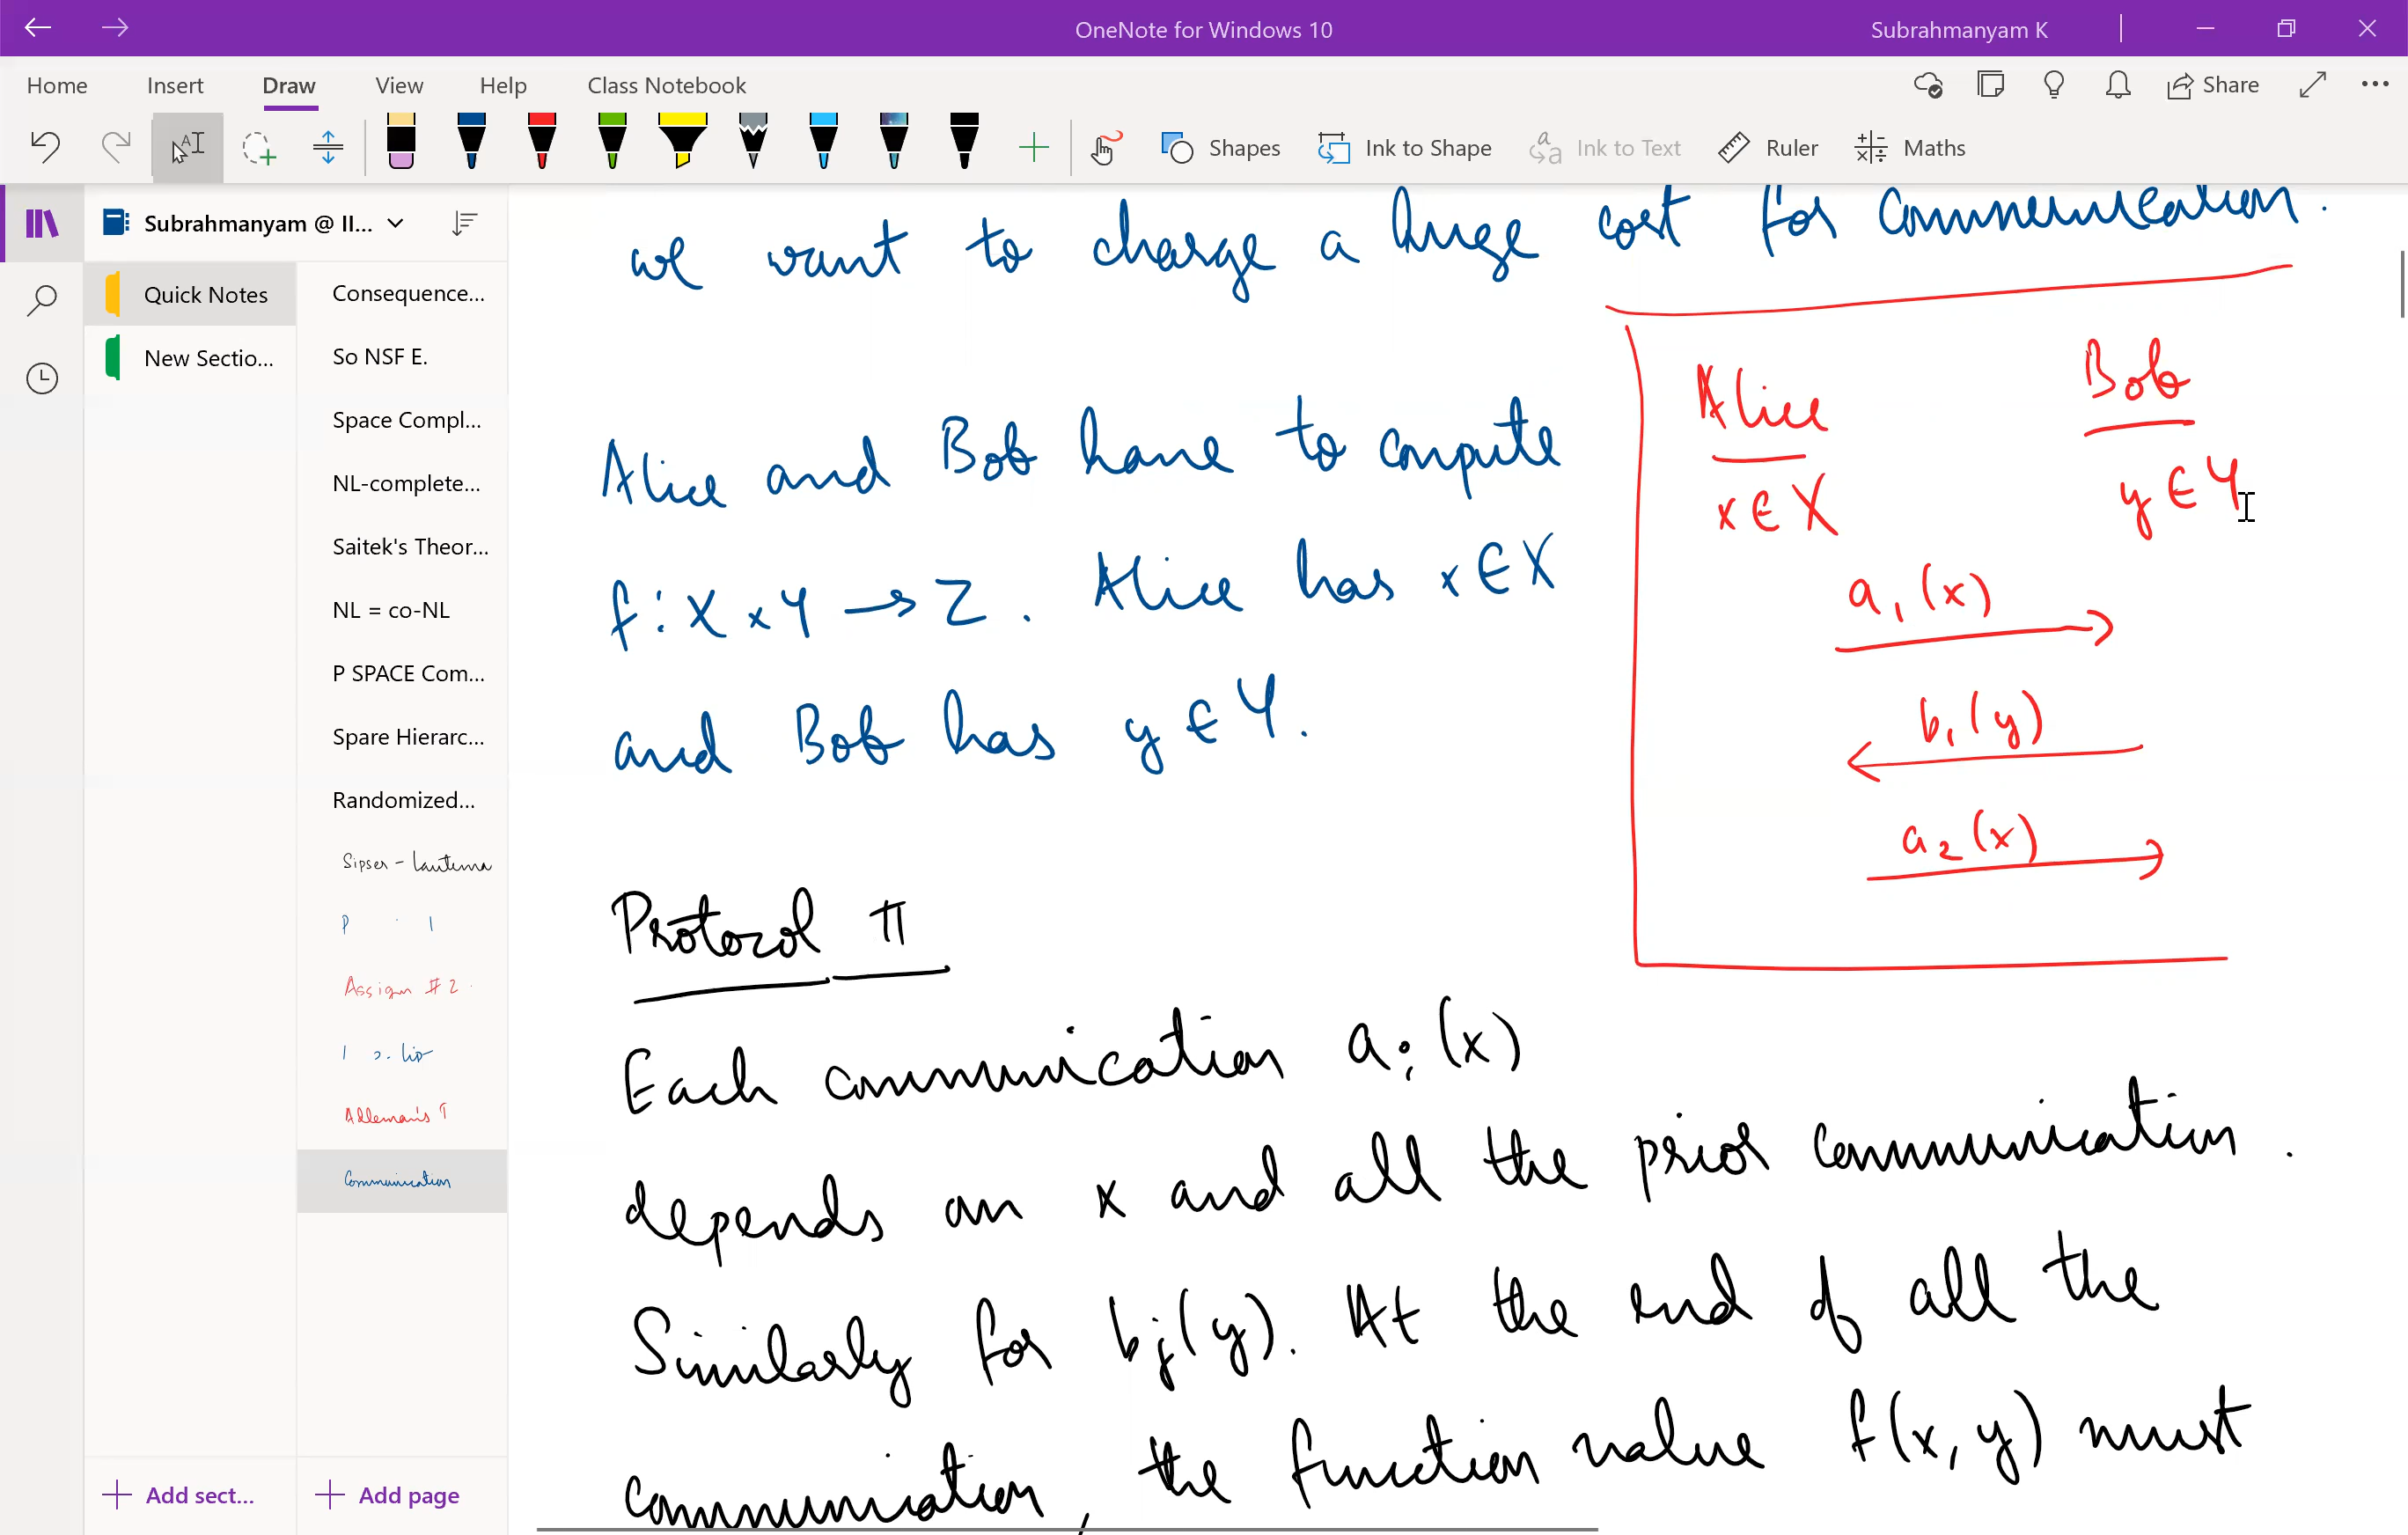 OneNote for Windows 10
Subrahmanyam K
Home Insert Draw View Help Class Notebook
Share
Shapes Ink to Shape Ink to Text Ruler Maths
Subrahmanyam @ II...
Quick Notes
New Sectio...
Consequence...
So NSF E.
Space Compl...
NL-complete...
Saitek's Theor...
NL = co-NL
P SPACE Com...
Spare Hierarc...
Randomized...
Sipser - Lautema
Assign #2
Communication
Add sect...
Add page
we want to charge a huge cost for communication.
Alice and Bob have to compute
f: X × Y → Z. Alice has x ∈ X
and Bob has y ∈ Y.
Alice Bob
x ∈ X y ∈ Y
a₁(x)
b₁(y)
a₂(x)
Protocol π
Each communication aᵢ(x)
depends on x and all the prior communication.
Similarly for bⱼ(y). At the end of all the
communication, the function value f(x, y) must